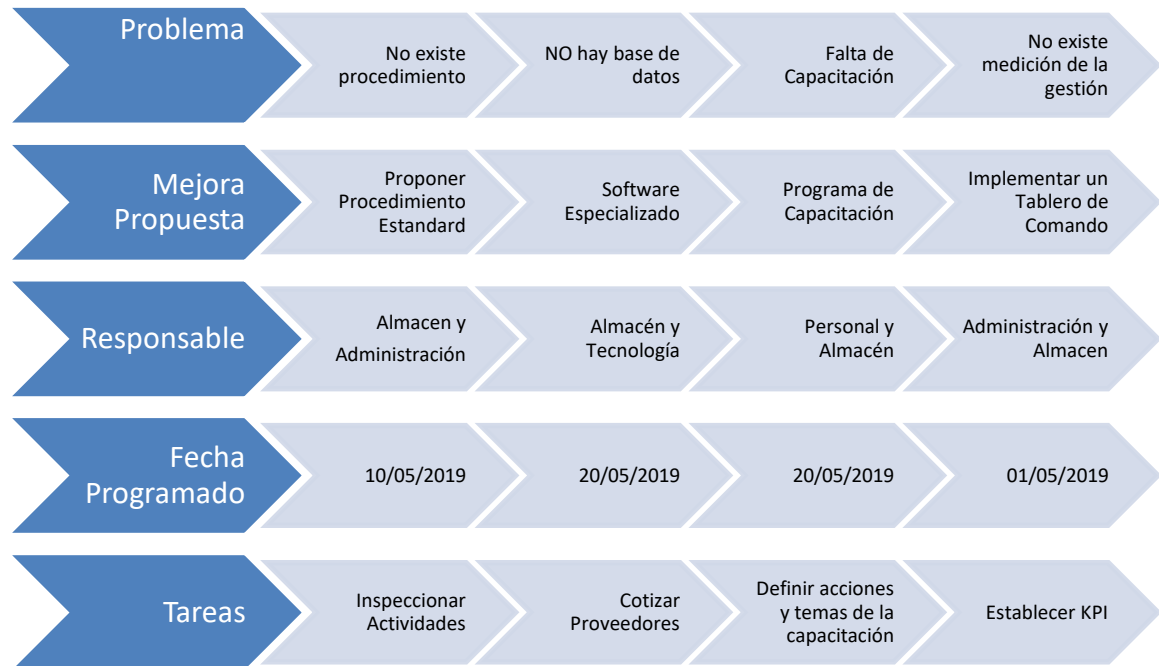 Problema
No existe
procedimiento
NO hay base de
datos
Falta de
Capacitación
No existe
medición de la
gestión
Mejora
Propuesta
Proponer
Procedimiento
Estandard
Software
Especializado
Programa de
Capacitación
Implementar un
Tablero de
Comando
Responsable
Almacen y
Administración
Almacén y
Tecnología
Personal y
Almacén
Administración y
Almacen
Fecha
Programado
10/05/2019
20/05/2019
20/05/2019
01/05/2019
Tareas
Inspeccionar
Actividades
Cotizar
Proveedores
Definir acciones
y temas de la
capacitación
Establecer KPI